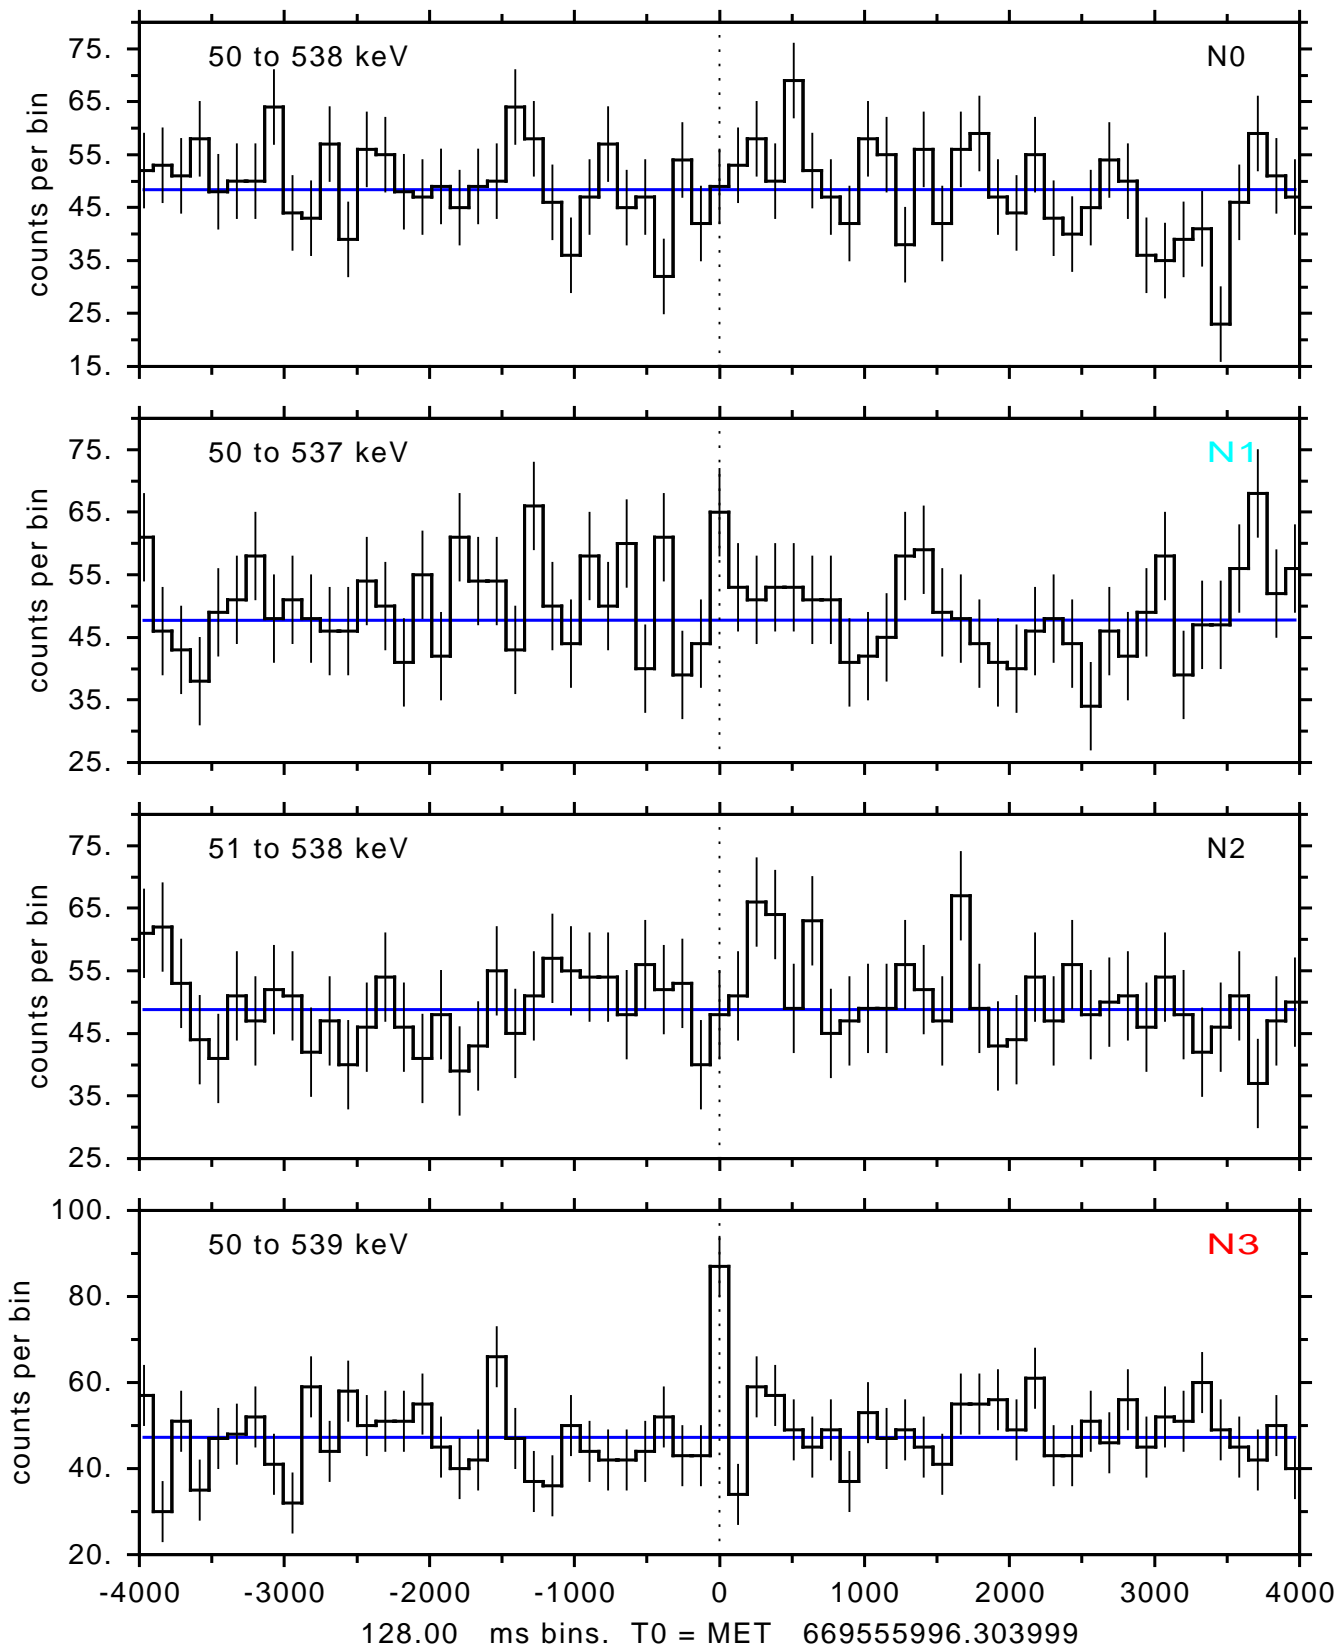 50 to 538 keV N0
75.
65.
55.
45.
35.
25.
15.
counts per bin
50 to 537 keV N1
75.
65.
55.
45.
35.
25.
counts per bin
51 to 538 keV N2
75.
65.
55.
45.
35.
25.
counts per bin
100.
50 to 539 keV N3
80.
60.
40.
20.
counts per bin
-4000 -3000 -2000 -1000 0 1000 2000 3000 4000
128.00 ms bins. T0 = MET 669555996.303999